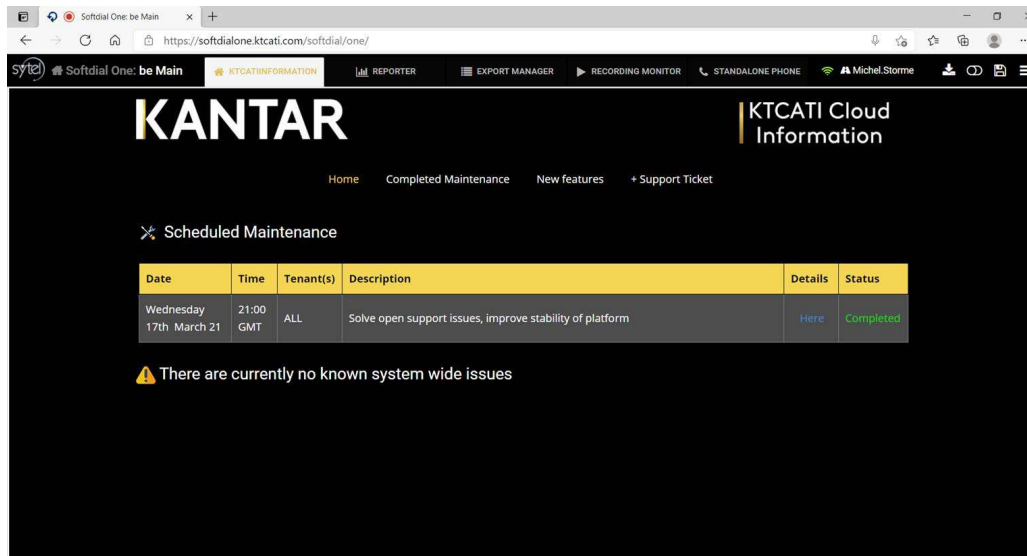 Softdial One: be Main
https://softdialone.ktcati.com/softdial/one/
sytel Softdial One: be Main KTCATIINFORMATION REPORTER EXPORT MANAGER RECORDING MONITOR STANDALONE PHONE Michel.Storme
KANTAR
KTCATI Cloud
Information
Home Completed Maintenance New features + Support Ticket
Scheduled Maintenance
Date Time Tenant(s) Description Details Status
Wednesday 21:00
17th March 21 GMT ALL Solve open support issues, improve stability of platform Here Completed
There are currently no known system wide issues